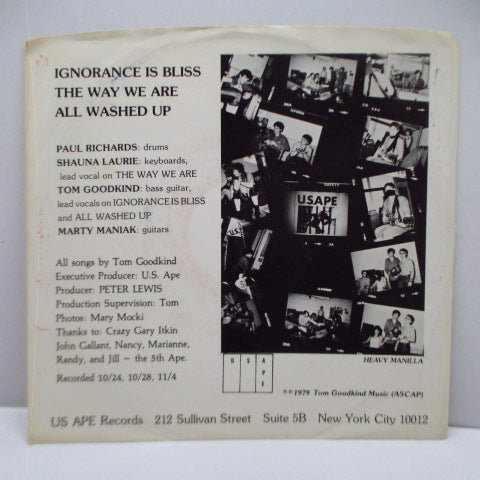 IGNORANCE IS BLISS
THE WAY WE ARE
ALL WASHED UP
PAUL RICHARDS: drums
SHAUNA LAURIE: keyboards,
lead vocal on THE WAY WE ARE
TOM GOODKIND: bass guitar,
lead vocals on IGNORANCE IS BLISS
and ALL WASHED UP
MARTY MANIAK: guitars
All songs by Tom Goodkind
Executive Producer: U.S. Ape
Producer: PETER LEWIS
Production Supervision: Tom
Photos: Mary Mocki
Thanks to: Crazy Gary Itkin
John Gallant, Nancy, Marianne,
Randy, and Jill — the 5th Ape.
Recorded 10/24, 10/28, 11/4
U.S.APE
HEAVY MANILLA
U S APE
℗ © 1979 Tom Goodkind Music (ASCAP)
US APE Records 212 Sullivan Street Suite 5B New York City 10012